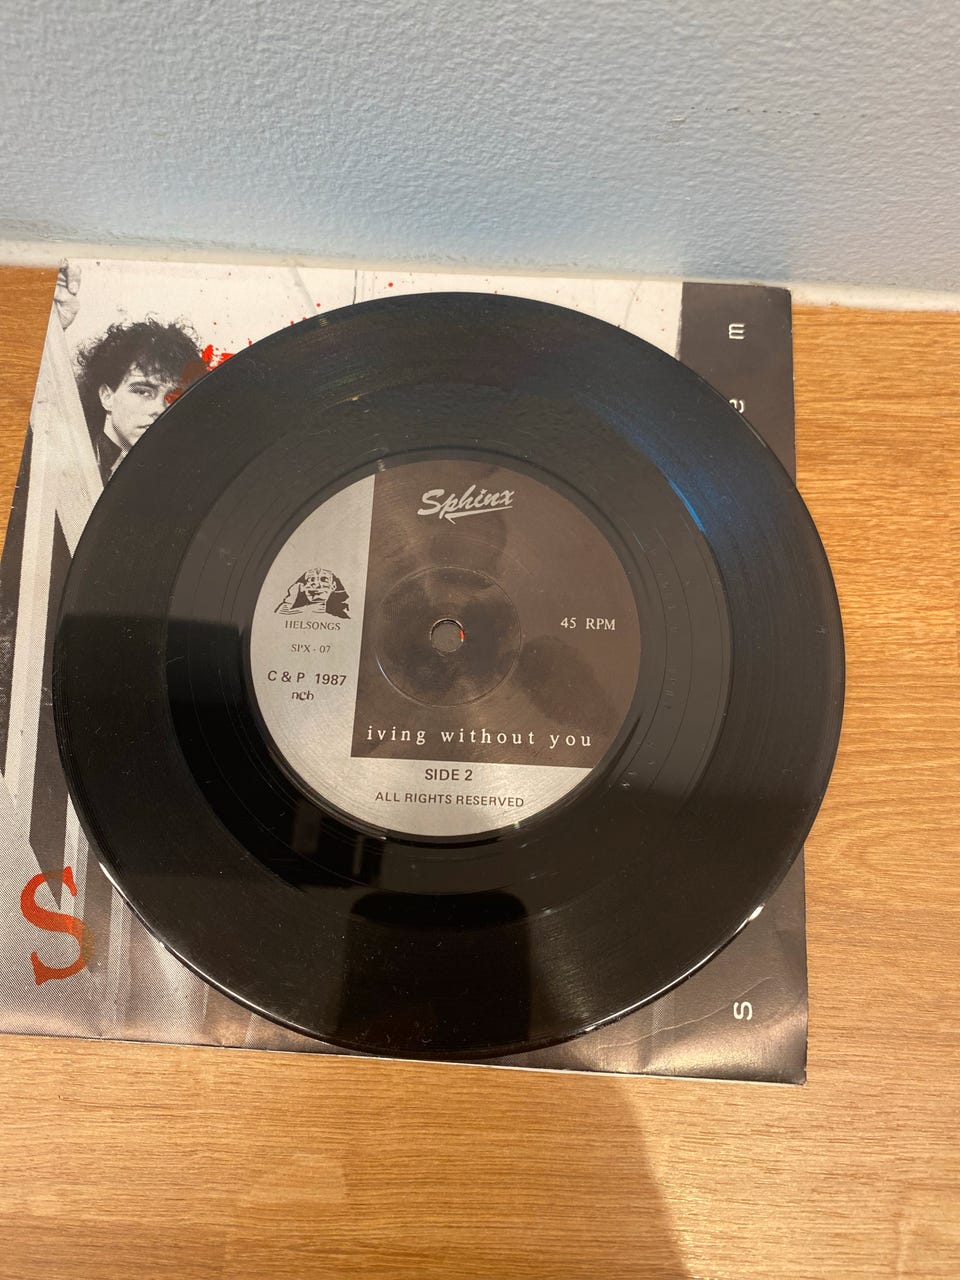 Sphinx
HELSONGS
SPX - 07
45 RPM
C & P 1987
ncb
iving without you
SIDE 2
ALL RIGHTS RESERVED
S
m
s